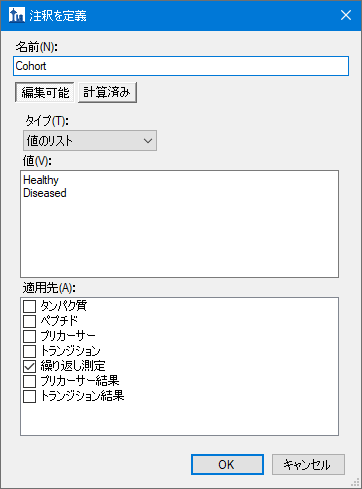 注釈を定義
名前(N):
Cohort
編集可能 計算済み
タイプ(T):
値のリスト
値(V):
Healthy
Diseased
適用先(A):
タンパク質
ペプチド
プリカーサー
トランジション
繰り返し測定
プリカーサー結果
トランジション結果
OK キャンセル